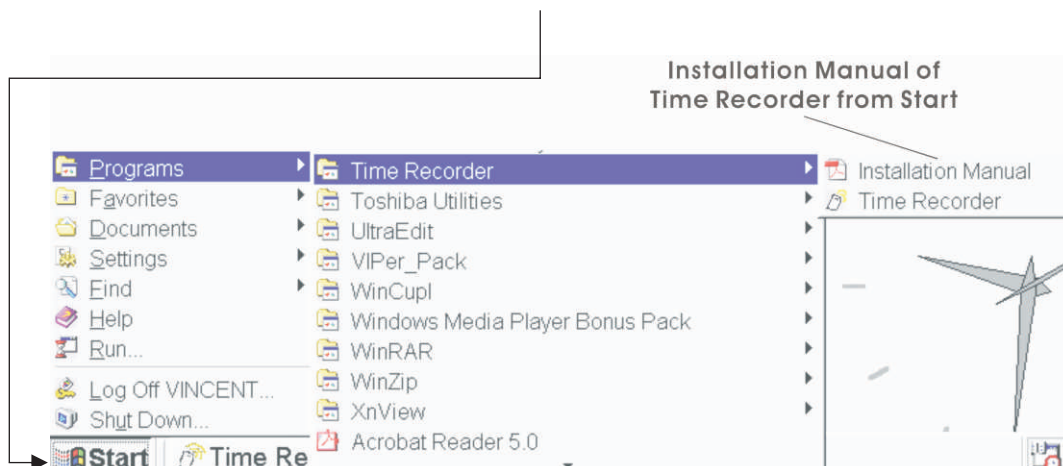 Installation Manual of
Time Recorder from Start
Programs
Favorites
Documents
Settings
Find
Help
Run...
Log Off VINCENT...
Shut Down...
Start
Time Re
Time Recorder
Toshiba Utilities
UltraEdit
VIPer_Pack
WinCupl
Windows Media Player Bonus Pack
WinRAR
WinZip
XnView
Acrobat Reader 5.0
Installation Manual
Time Recorder